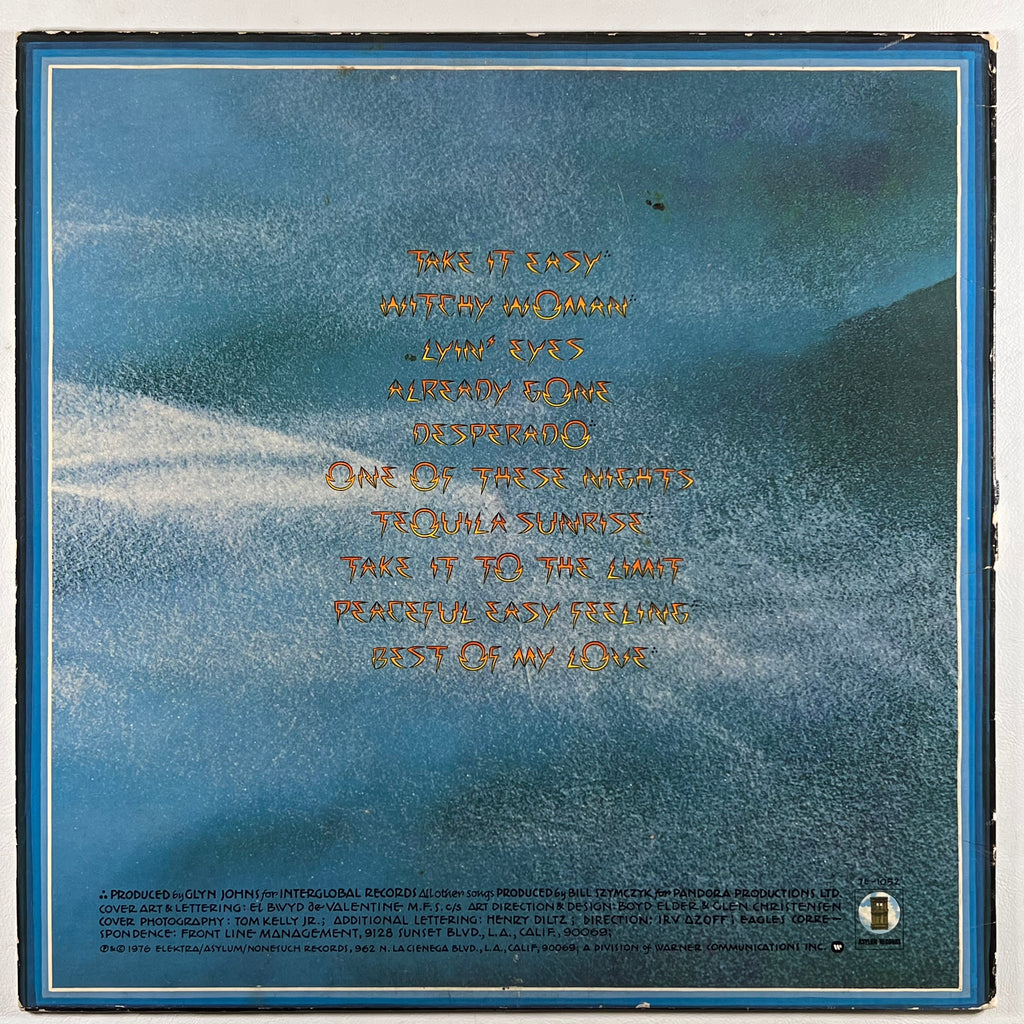 TAKE IT EASY∴
WITCHY WOMAN∴
LYIN' EYES
ALREADY GONE
DESPERADO∴
ONE OF THESE NIGHTS
TEQUILA SUNRISE∴
TAKE IT TO THE LIMIT
PEACEFUL EASY FEELING∴
BEST OF MY LOVE∴
7E-1052
∴ PRODUCED by GLYN JOHNS for INTERGLOBAL RECORDS All other songs PRODUCED by BILL SZYMCZYK for PANDORA PRODUCTIONS. LTD.
COVER ART & LETTERING: EL BWYD de VALENTINE M.F.S. c/s ART DIRECTION & DESIGN: BOYD ELDER & GLEN CHRISTENSEN
COVER PHOTOGRAPHY: TOM KELLY JR.; ADDITIONAL LETTERING: HENRY DILTZ; DIRECTION: IRV AZOFF; EAGLES CORRE-
SPONDENCE: FRONT LINE MANAGEMENT, 9128 SUNSET BLVD., L.A., CALIF, 90069;
℗&© 1976 ELEKTRA/ASYLUM/NONESUCH RECORDS, 962 N. LA CIENEGA BLVD., L.A., CALIF, 90069; A DIVISION of WARNER COMMUNICATIONS INC.
ASYLUM RECORDS